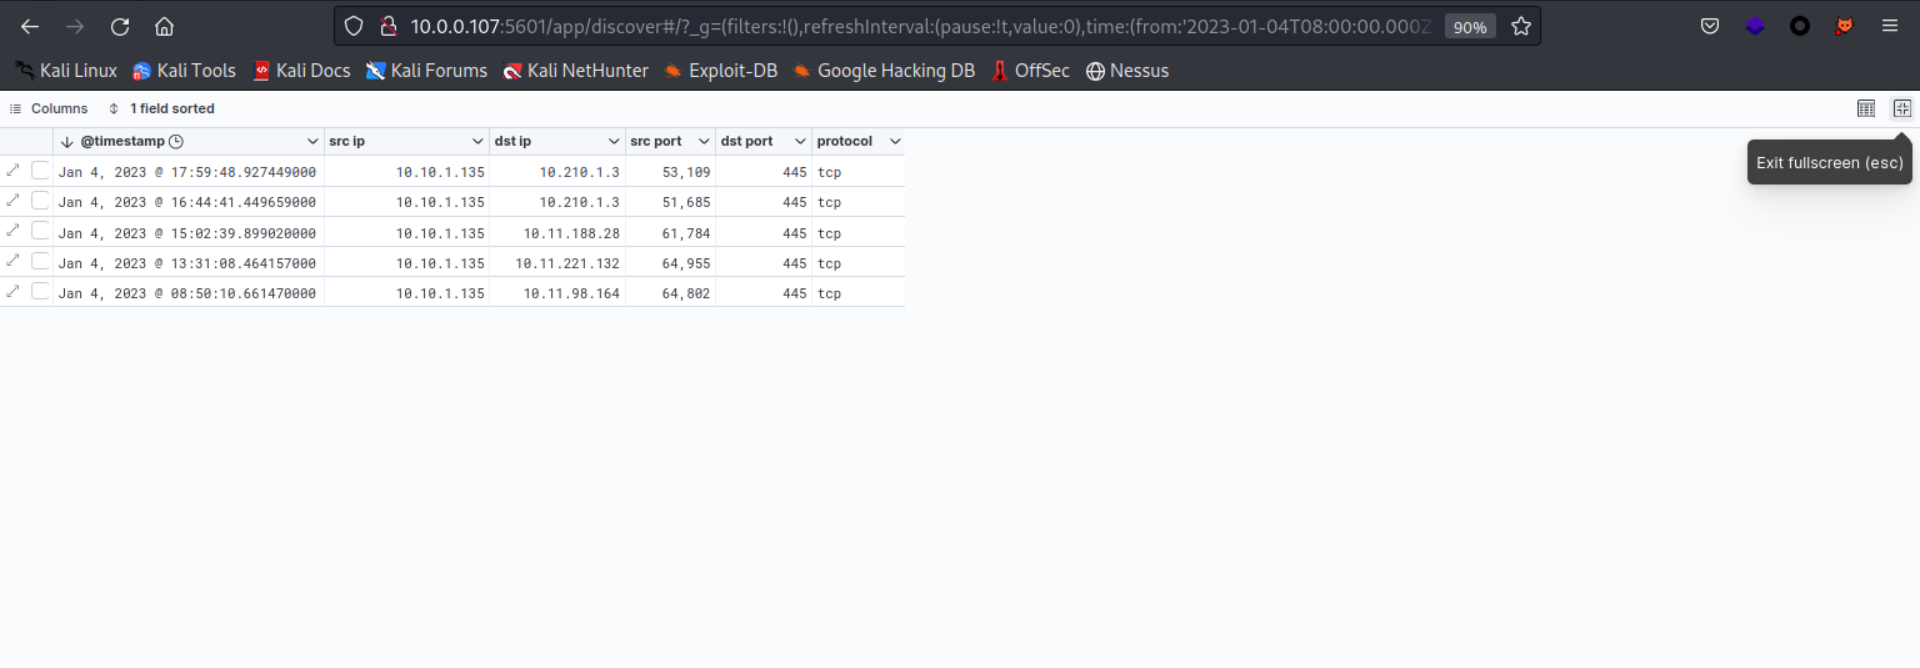 10.0.0.107:5601/app/discover#/?_g=(filters:!(),refreshInterval:(pause:!t,value:0),time:(from:'2023-01-04T08:00:00.000Z 90%
Kali Linux Kali Tools Kali Docs Kali Forums Kali NetHunter Exploit-DB Google Hacking DB OffSec Nessus
Columns 1 field sorted
@timestamp src ip dst ip src port dst port protocol
Exit fullscreen (esc)
Jan 4, 2023 @ 17:59:48.927449000 10.10.1.135 10.210.1.3 53,109 445 tcp
Jan 4, 2023 @ 16:44:41.449659000 10.10.1.135 10.210.1.3 51,685 445 tcp
Jan 4, 2023 @ 15:02:39.899020000 10.10.1.135 10.11.188.28 61,784 445 tcp
Jan 4, 2023 @ 13:31:08.464157000 10.10.1.135 10.11.221.132 64,955 445 tcp
Jan 4, 2023 @ 08:50:10.661470000 10.10.1.135 10.11.98.164 64,802 445 tcp